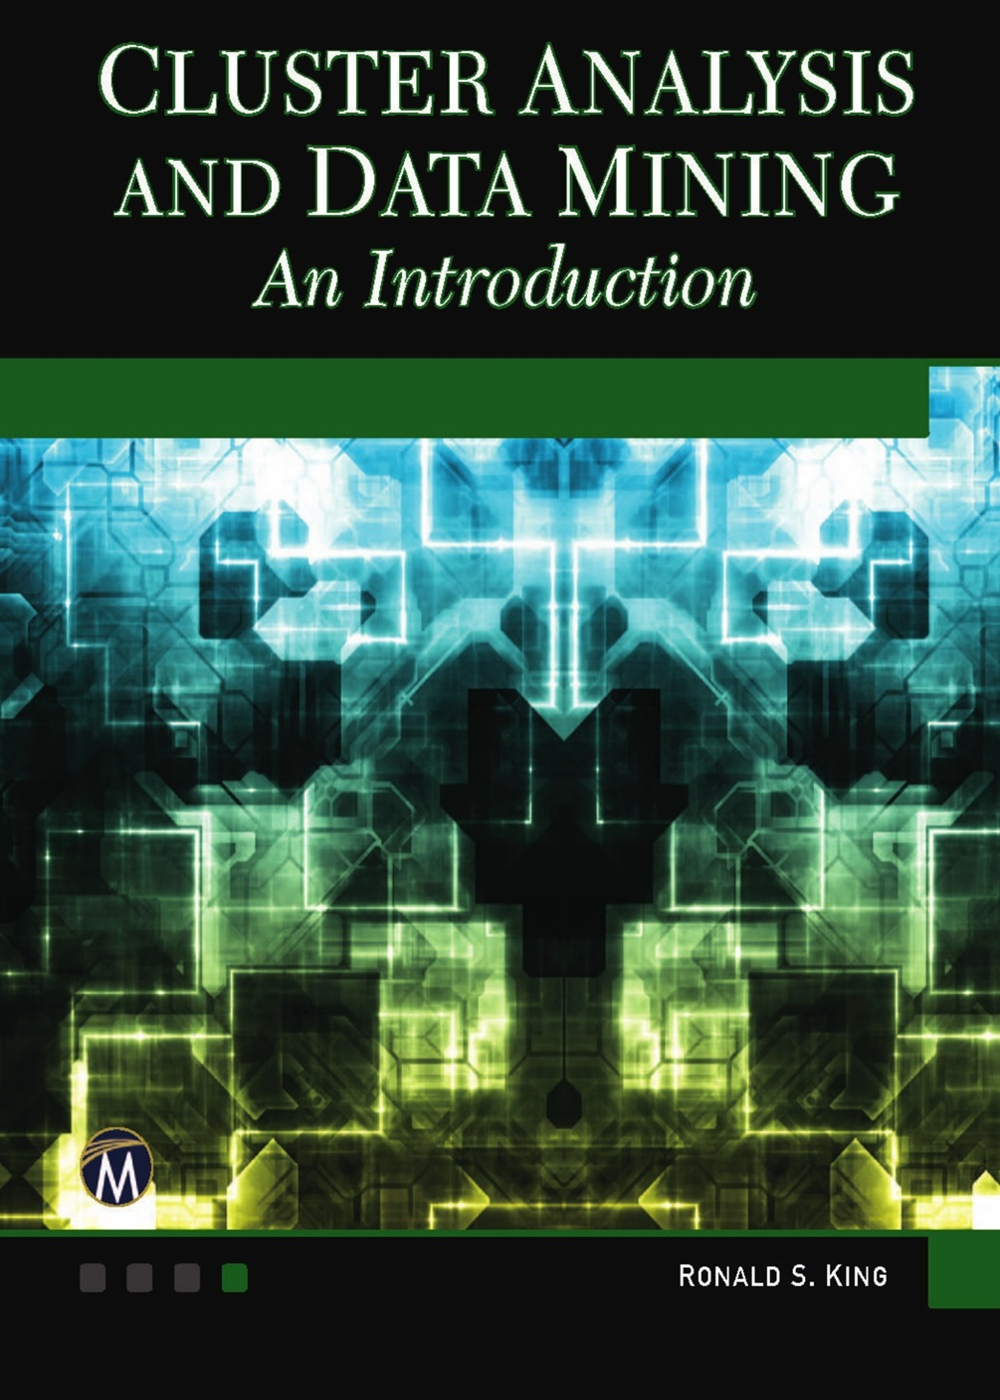 CLUSTER ANALYSIS
AND DATA MINING
An Introduction
M
RONALD S. KING